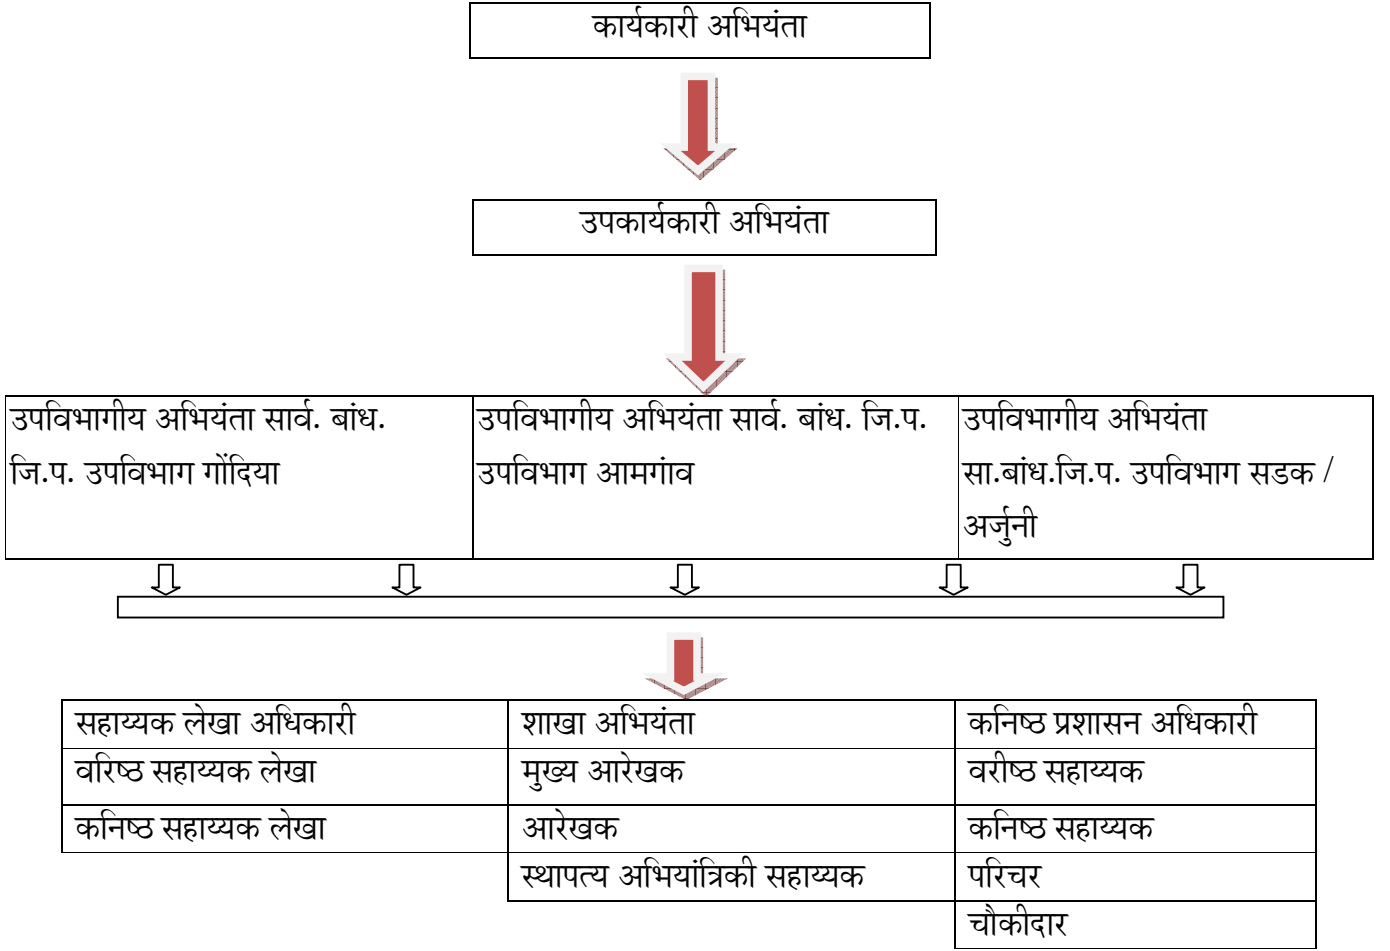 कार्यकारी अभियंता
उपकार्यकारी अभियंता
उपविभागीय अभियंता सार्व. बांध.
जि.प. उपविभाग गोंदिया
उपविभागीय अभियंता सार्व. बांध. जि.प.
उपविभाग आमगांव
उपविभागीय अभियंता
सा.बांध.जि.प. उपविभाग सडक /
अर्जुनी
सहाय्यक लेखा अधिकारी
शाखा अभियंता
कनिष्ठ प्रशासन अधिकारी
वरिष्ठ सहाय्यक लेखा
मुख्य आरेखक
वरीष्ठ सहाय्यक
कनिष्ठ सहाय्यक लेखा
आरेखक
कनिष्ठ सहाय्यक
स्थापत्य अभियांत्रिकी सहाय्यक
परिचर
चौकीदार